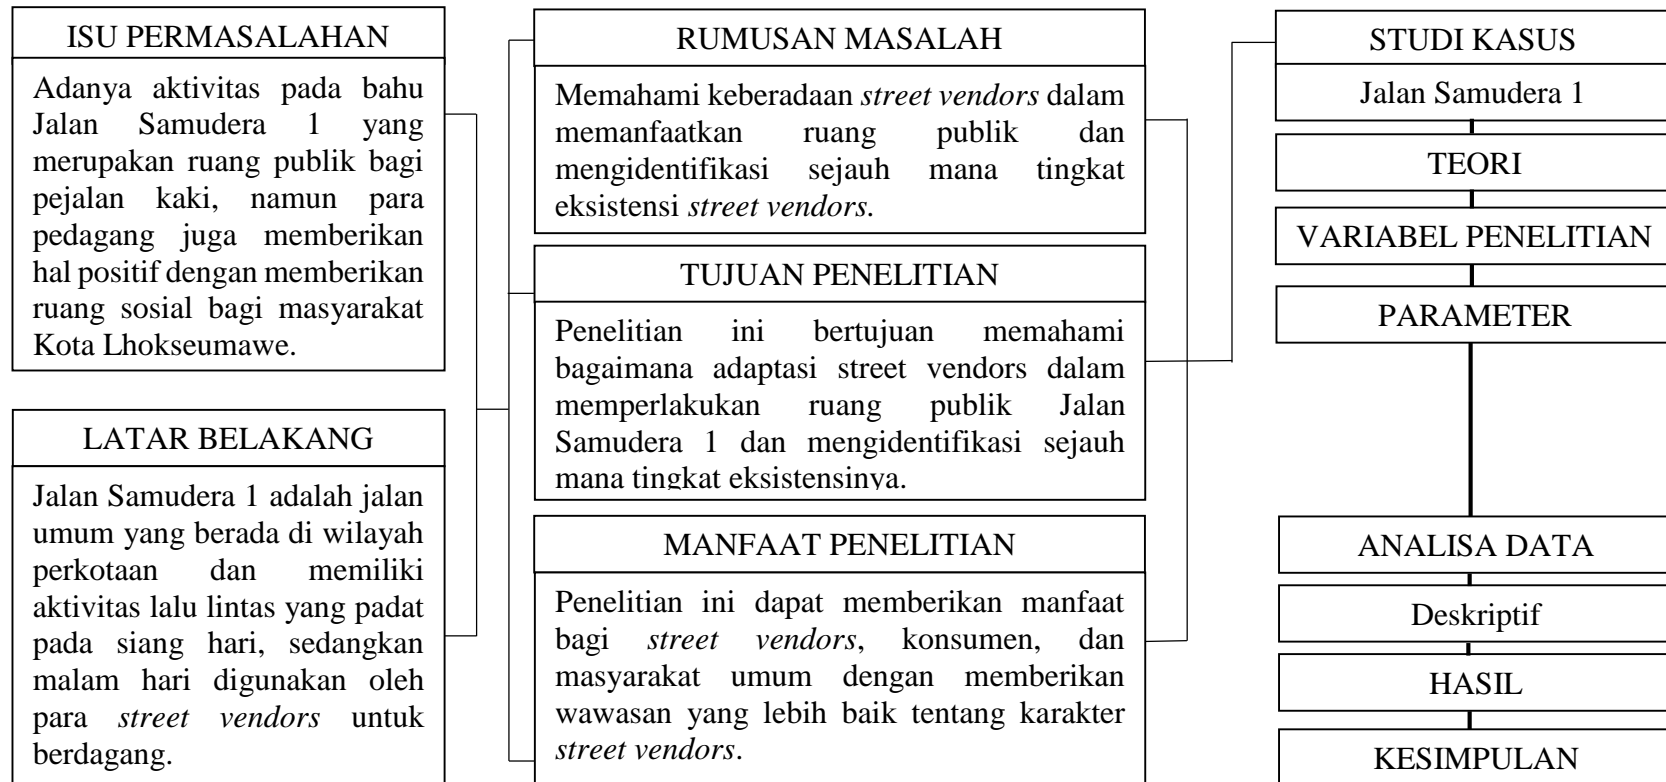 ISU PERMASALAHAN
Adanya aktivitas pada bahu
Jalan Samudera 1 yang
merupakan ruang publik bagi
pejalan kaki, namun para
pedagang juga memberikan
hal positif dengan memberikan
ruang sosial bagi masyarakat
Kota Lhokseumawe.
LATAR BELAKANG
Jalan Samudera 1 adalah jalan
umum yang berada di wilayah
perkotaan dan memiliki
aktivitas lalu lintas yang padat
pada siang hari, sedangkan
malam hari digunakan oleh
para street vendors untuk
berdagang.
RUMUSAN MASALAH
Memahami keberadaan street vendors dalam
memanfaatkan ruang publik dan
mengidentifikasi sejauh mana tingkat
eksistensi street vendors.
TUJUAN PENELITIAN
Penelitian ini bertujuan memahami
bagaimana adaptasi street vendors dalam
memperlakukan ruang publik Jalan
Samudera 1 dan mengidentifikasi sejauh
mana tingkat eksistensinya.
MANFAAT PENELITIAN
Penelitian ini dapat memberikan manfaat
bagi street vendors, konsumen, dan
masyarakat umum dengan memberikan
wawasan yang lebih baik tentang karakter
street vendors.
STUDI KASUS
Jalan Samudera 1
TEORI
VARIABEL PENELITIAN
PARAMETER
ANALISA DATA
Deskriptif
HASIL
KESIMPULAN